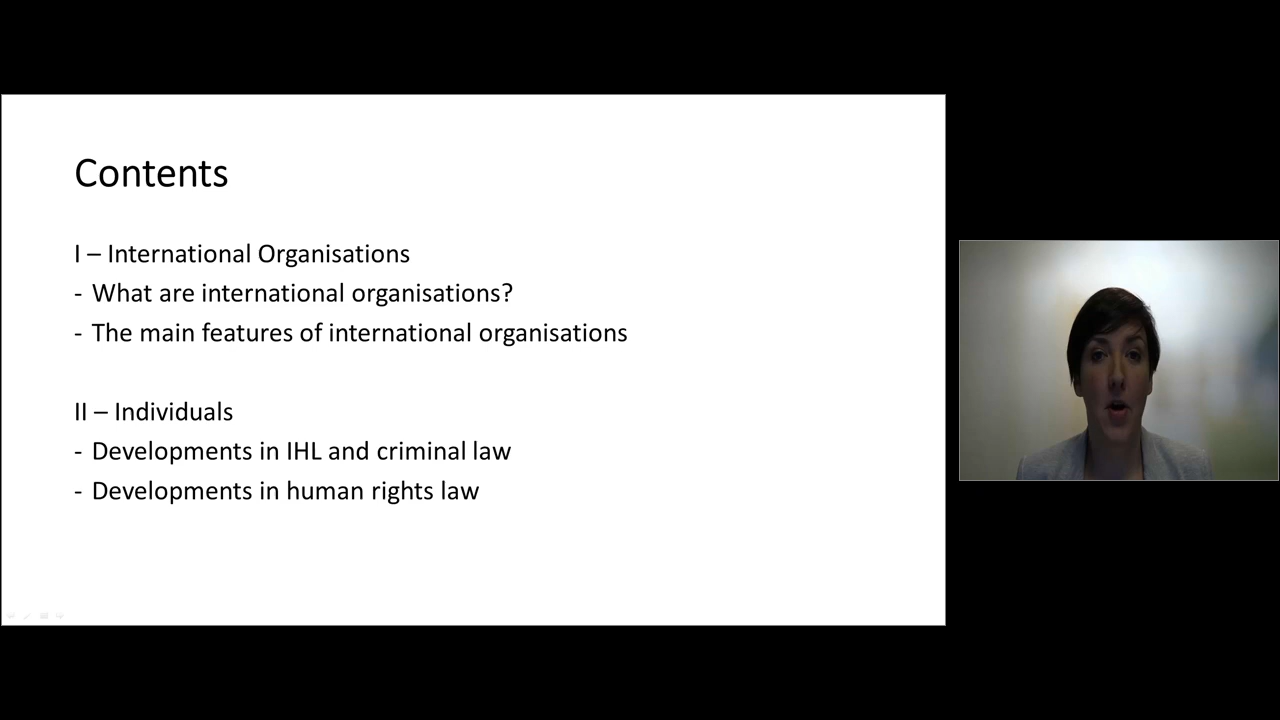 Contents
I – International Organisations
- What are international organisations?
- The main features of international organisations
II – Individuals
- Developments in IHL and criminal law
- Developments in human rights law